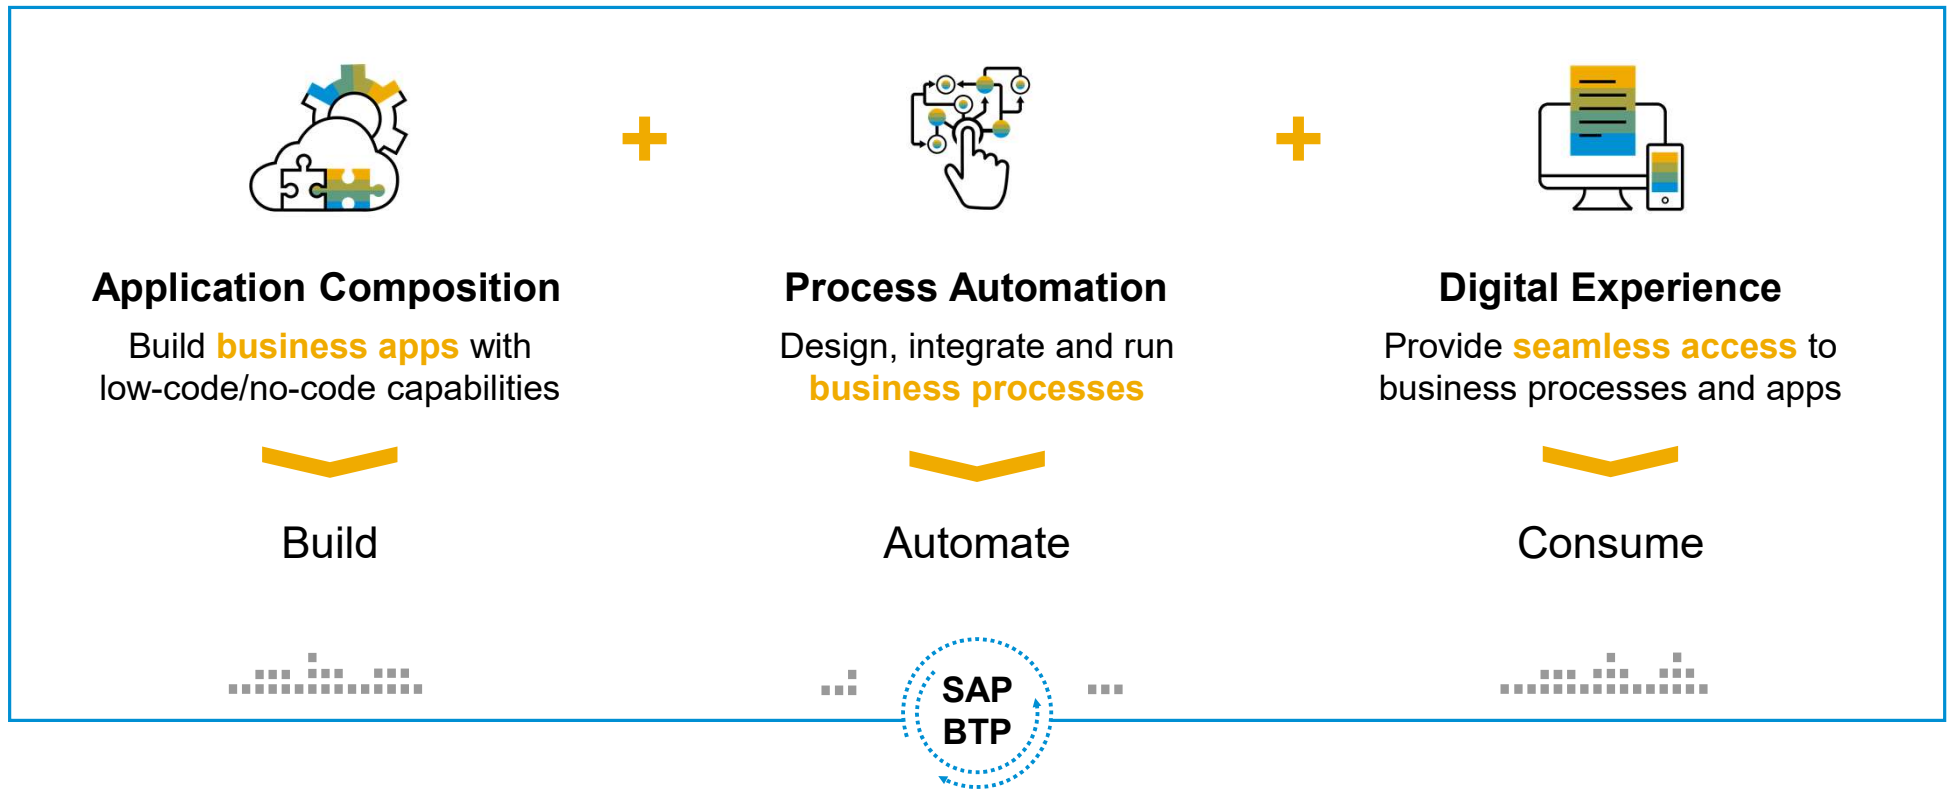 Application Composition
Build business apps with
low-code/no-code capabilities
Build
Process Automation
Design, integrate and run
business processes
Automate
Digital Experience
Provide seamless access to
business processes and apps
Consume
SAP
BTP